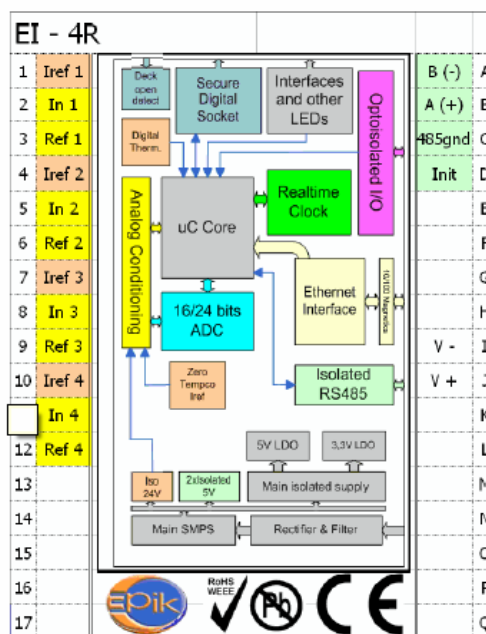 EI - 4R
1 Iref 1
2 In 1
3 Ref 1
4 Iref 2
5 In 2
6 Ref 2
7 Iref 3
8 In 3
9 Ref 3
10 Iref 4
In 4
12 Ref 4
13
14
15
16
17
Deck
open
detect
Secure
Digital
Socket
Interfaces
and other
LEDs
Optoisolated I/O
Digital
Therm.
Analog Conditioning
uC Core
Realtime
Clock
16/24 bits
ADC
Ethernet
Interface
10/100 Magnetics
Zero
Tempco
Iref
Isolated
RS485
5V LDO
3,3V LDO
Iso
24V
2xIsolated
5V
Main isolated supply
Main SMPS
Rectifier & Filter
B (-)
A (+)
485gnd
Init
V -
V +
EPiK
RoHS
WEEE
Pb
CE